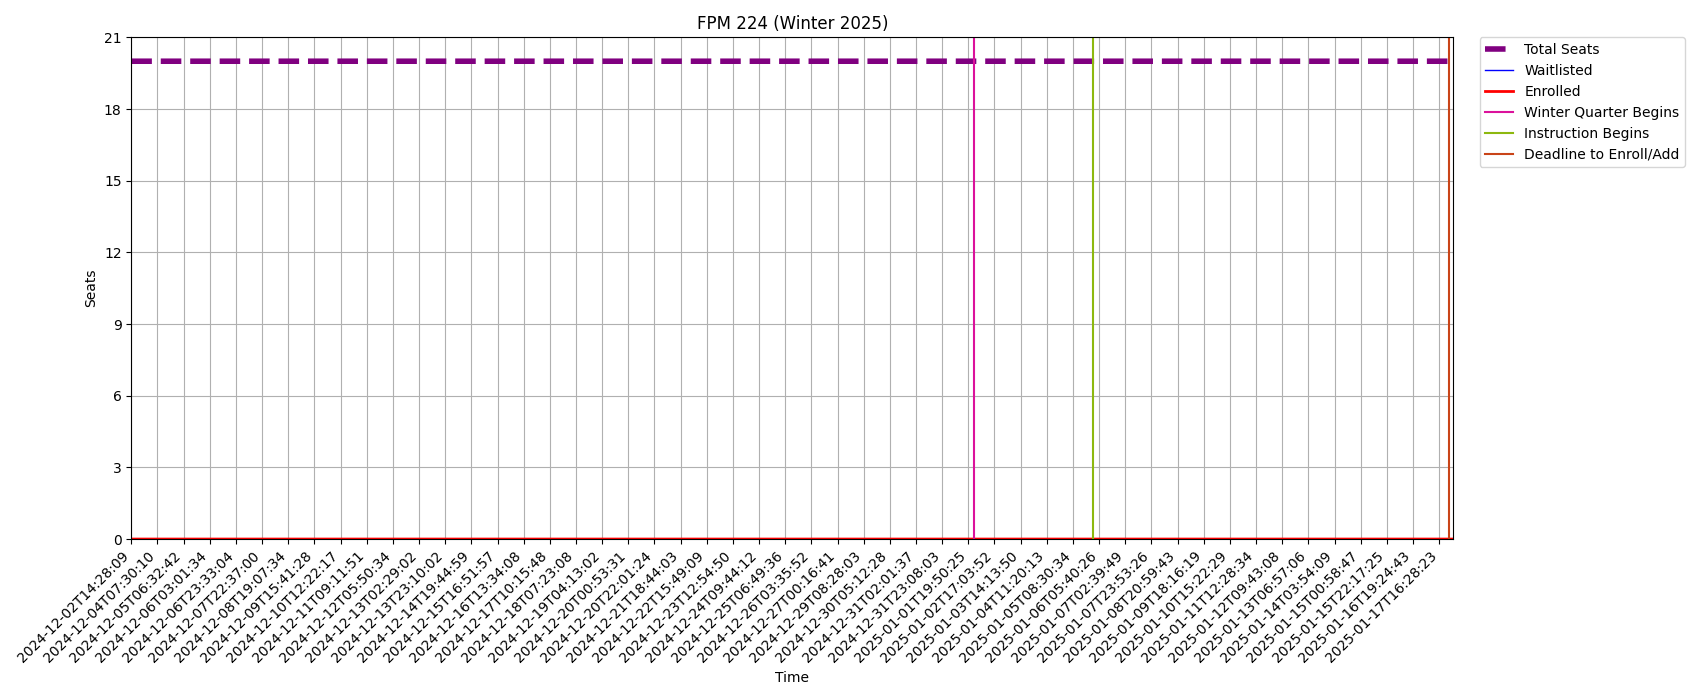 FPM 224 (Winter 2025)
Total Seats
Waitlisted
Enrolled
Winter Quarter Begins
Instruction Begins
Deadline to Enroll/Add
21
18
15
12
9
6
3
0
Seats
2024-12-02T14:28:09
2024-12-04T07:30:10
2024-12-05T06:32:42
2024-12-06T03:01:34
2024-12-06T23:33:04
2024-12-07T22:37:00
2024-12-08T19:07:34
2024-12-09T15:41:28
2024-12-10T12:22:17
2024-12-11T09:11:51
2024-12-12T05:50:34
2024-12-13T02:29:02
2024-12-13T23:10:02
2024-12-14T19:44:59
2024-12-15T16:51:57
2024-12-16T13:34:08
2024-12-17T10:15:48
2024-12-18T07:23:08
2024-12-19T04:13:02
2024-12-20T00:53:31
2024-12-20T22:01:24
2024-12-21T18:44:03
2024-12-22T15:49:09
2024-12-23T12:54:50
2024-12-24T09:44:12
2024-12-25T06:49:36
2024-12-26T03:35:52
2024-12-27T00:16:41
2024-12-29T08:28:03
2024-12-30T05:12:28
2024-12-31T02:01:37
2024-12-31T23:08:03
2025-01-01T19:50:25
2025-01-02T17:03:52
2025-01-03T14:13:50
2025-01-04T11:20:13
2025-01-05T08:30:34
2025-01-06T05:40:26
2025-01-07T02:39:49
2025-01-07T23:53:26
2025-01-08T20:59:43
2025-01-09T18:16:19
2025-01-10T15:22:29
2025-01-11T12:28:34
2025-01-12T09:43:08
2025-01-13T06:57:06
2025-01-14T03:54:09
2025-01-15T00:58:47
2025-01-15T22:17:25
2025-01-16T19:24:43
2025-01-17T16:28:23
Time